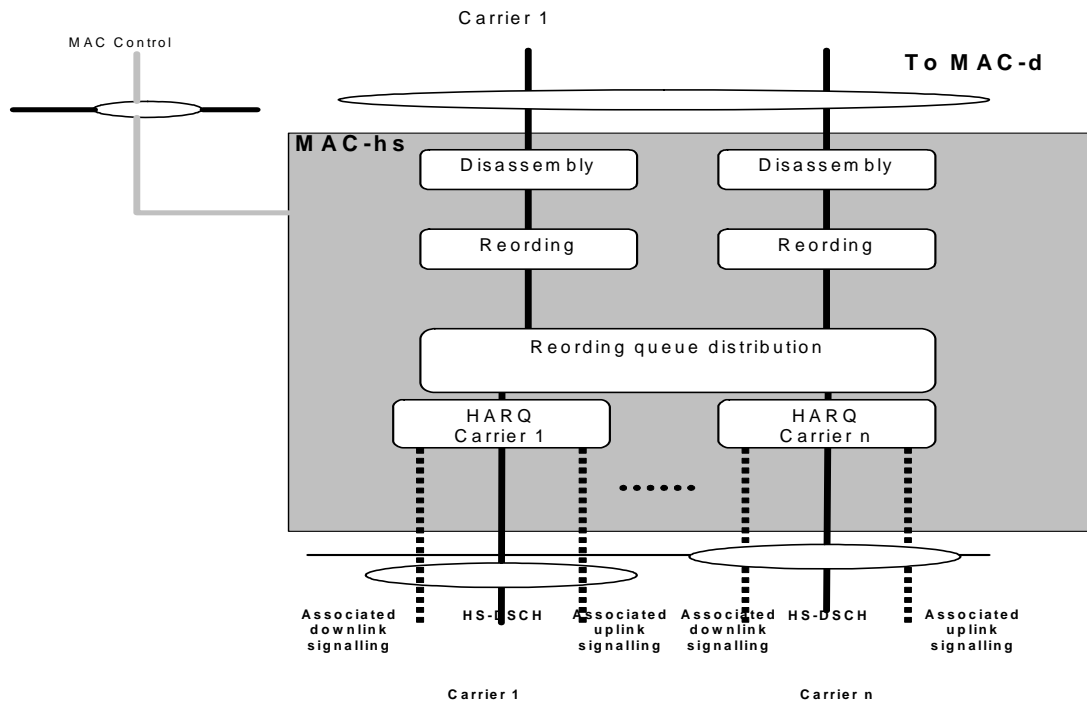 Carrier 1
MAC Control
To MAC-d
MAC-hs
Disassembly
Disassembly
Reording
Reording
Reording queue distribution
HARQ
Carrier 1
HARQ
Carrier n
Associated
downlink
signalling
HS-DSCH
Associated
uplink
signalling
Associated
downlink
signalling
HS-DSCH
Associated
uplink
signalling
Carrier 1
Carrier n